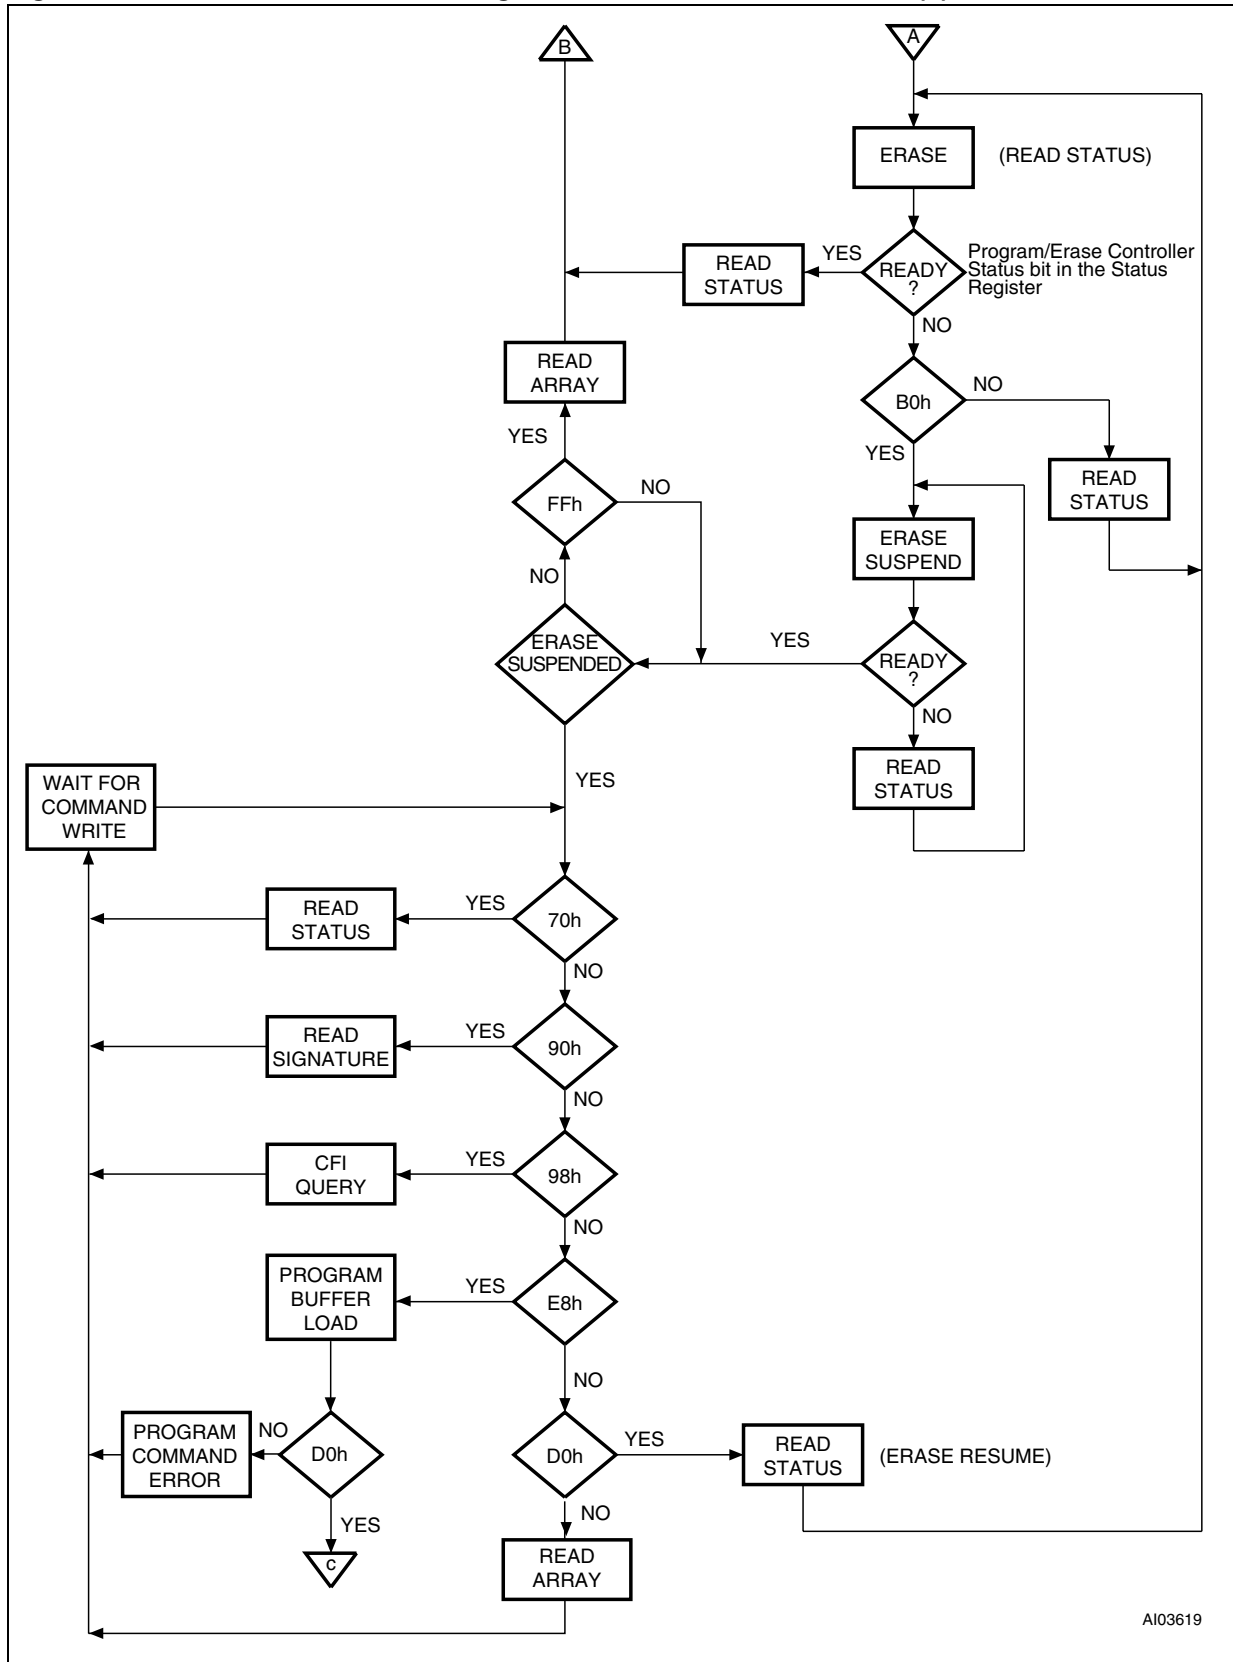 B
A
ERASE
(READ STATUS)
READY
?
Program/Erase Controller
Status bit in the Status
Register
YES
READ
STATUS
NO
READ
ARRAY
B0h
NO
YES
YES
READ
STATUS
FFh
NO
ERASE
SUSPEND
NO
ERASE
SUSPENDED
YES
READY
?
NO
READ
STATUS
YES
WAIT FOR
COMMAND
WRITE
70h
YES
READ
STATUS
NO
90h
YES
READ
SIGNATURE
NO
98h
YES
CFI
QUERY
NO
E8h
YES
PROGRAM
BUFFER
LOAD
NO
D0h
NO
PROGRAM
COMMAND
ERROR
YES
c
D0h
YES
READ
STATUS
(ERASE RESUME)
NO
READ
ARRAY
AI03619